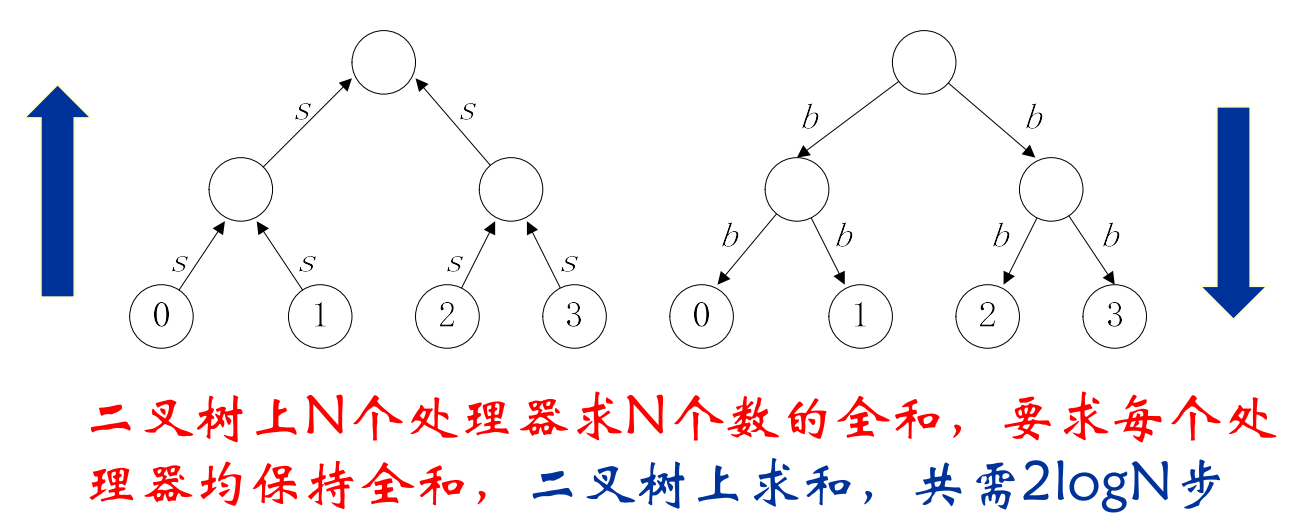 s s b b
s s s s b b b b
0 1 2 3 0 1 2 3
二叉树上N个处理器求N个数的全和，要求每个处
理器均保持全和，二叉树上求和，共需2logN步